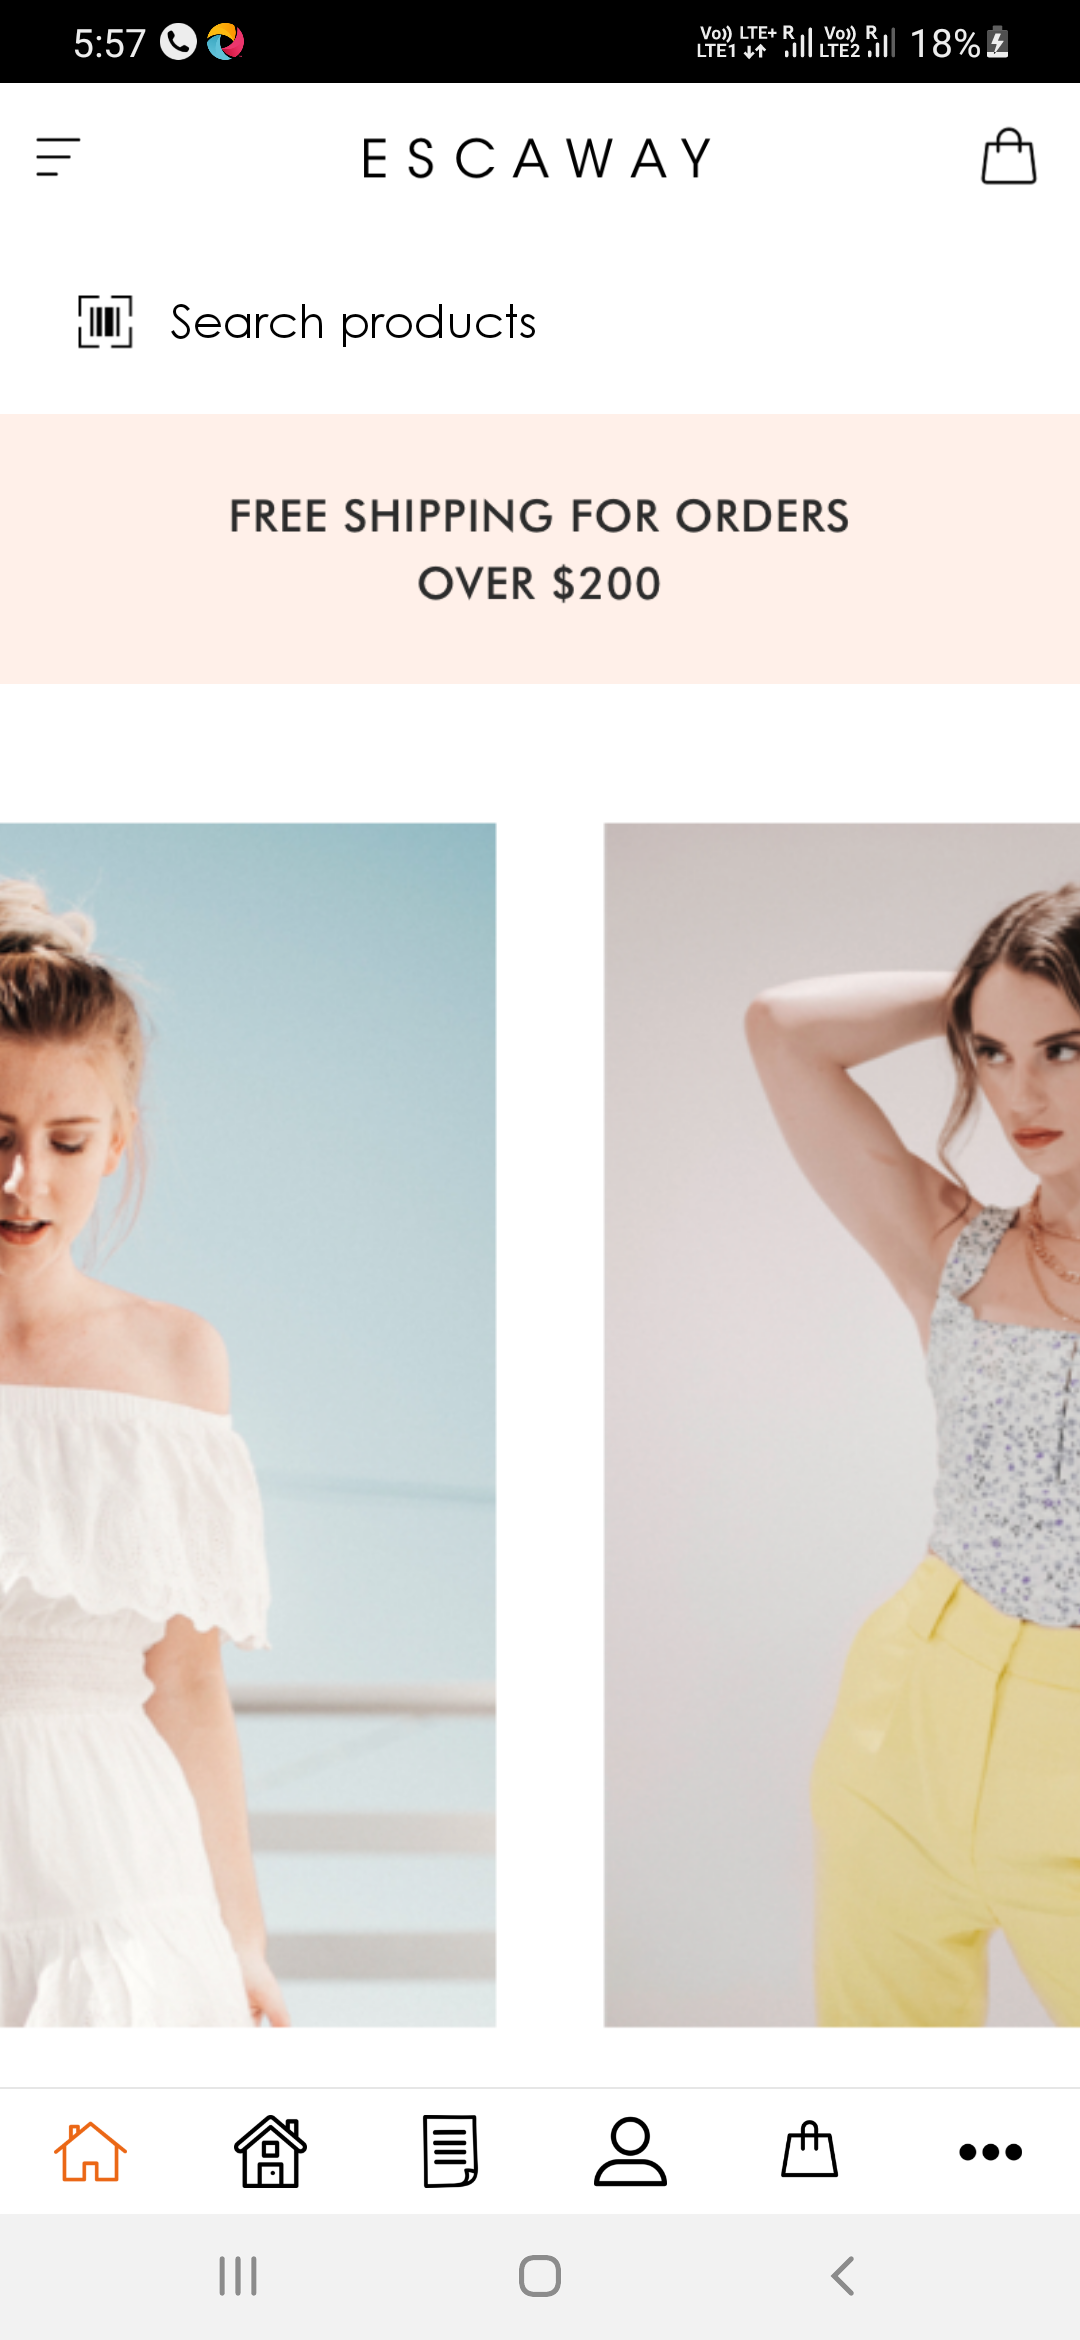 5:57
Vo)) LTE+ R Vo)) R 18%
LTE1 LTE2
ESCAWAY
Search products
FREE SHIPPING FOR ORDERS
OVER $200